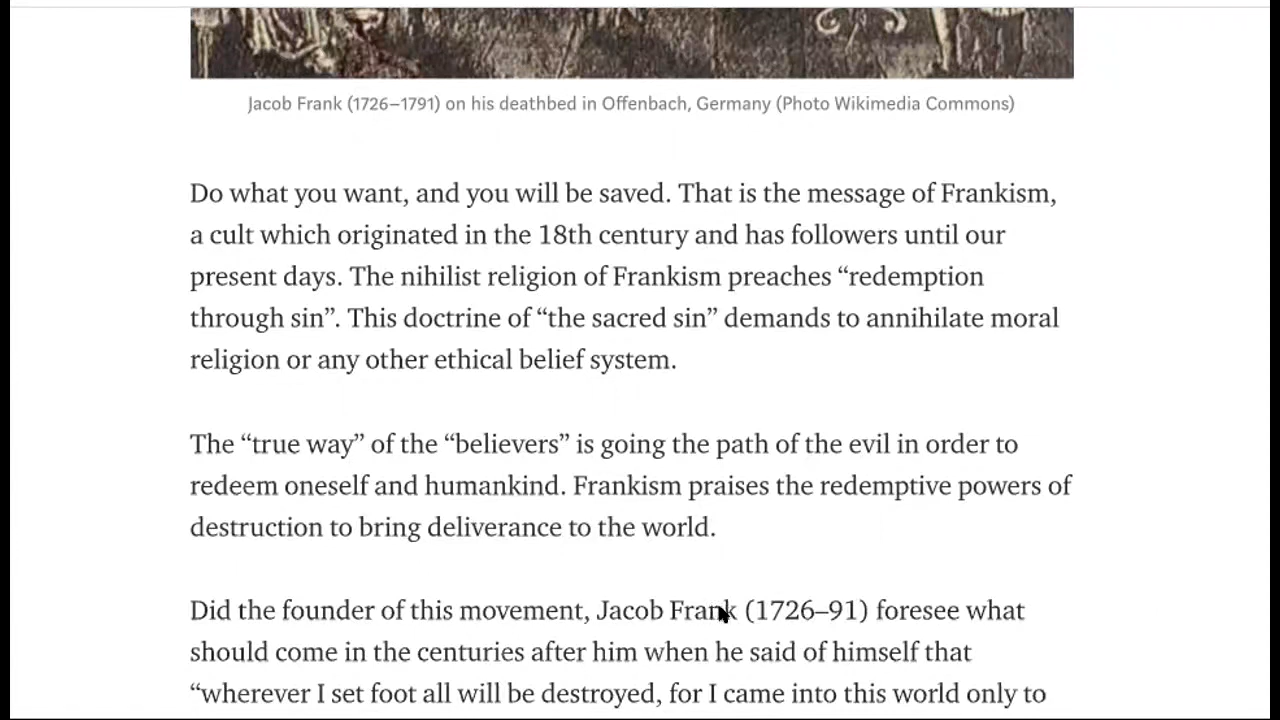 Jacob Frank (1726–1791) on his deathbed in Offenbach, Germany (Photo Wikimedia Commons)
Do what you want, and you will be saved. That is the message of Frankism,
a cult which originated in the 18th century and has followers until our
present days. The nihilist religion of Frankism preaches “redemption
through sin”. This doctrine of “the sacred sin” demands to annihilate moral
religion or any other ethical belief system.
The “true way” of the “believers” is going the path of the evil in order to
redeem oneself and humankind. Frankism praises the redemptive powers of
destruction to bring deliverance to the world.
Did the founder of this movement, Jacob Frank (1726–91) foresee what
should come in the centuries after him when he said of himself that
“wherever I set foot all will be destroyed, for I came into this world only to